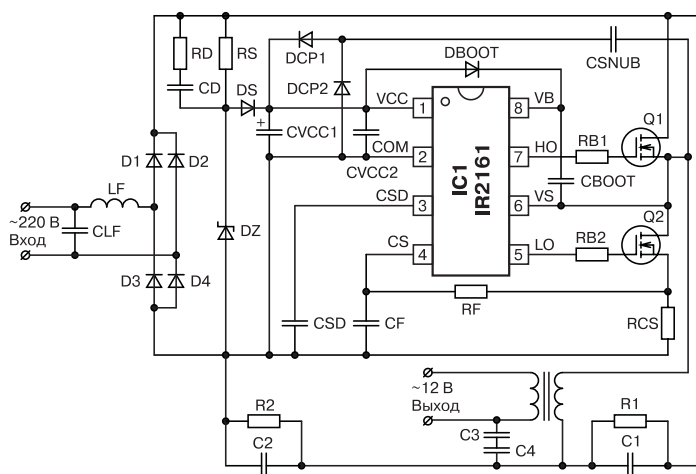 RD
RS
CD
DS
DCP1
DCP2
DBOOT
CSNUB
+
CVCC1
CVCC2
VCC
COM
CSD
CS
1
2
3
4
IC1
IR2161
8
7
6
5
VB
HO
VS
LO
Q1
RB1
CBOOT
Q2
RB2
D1
D2
LF
~220 В
Вход
CLF
DZ
D3
D4
CSD
CF
RF
RCS
~12 В
Выход
R2
C2
C3
C4
R1
C1